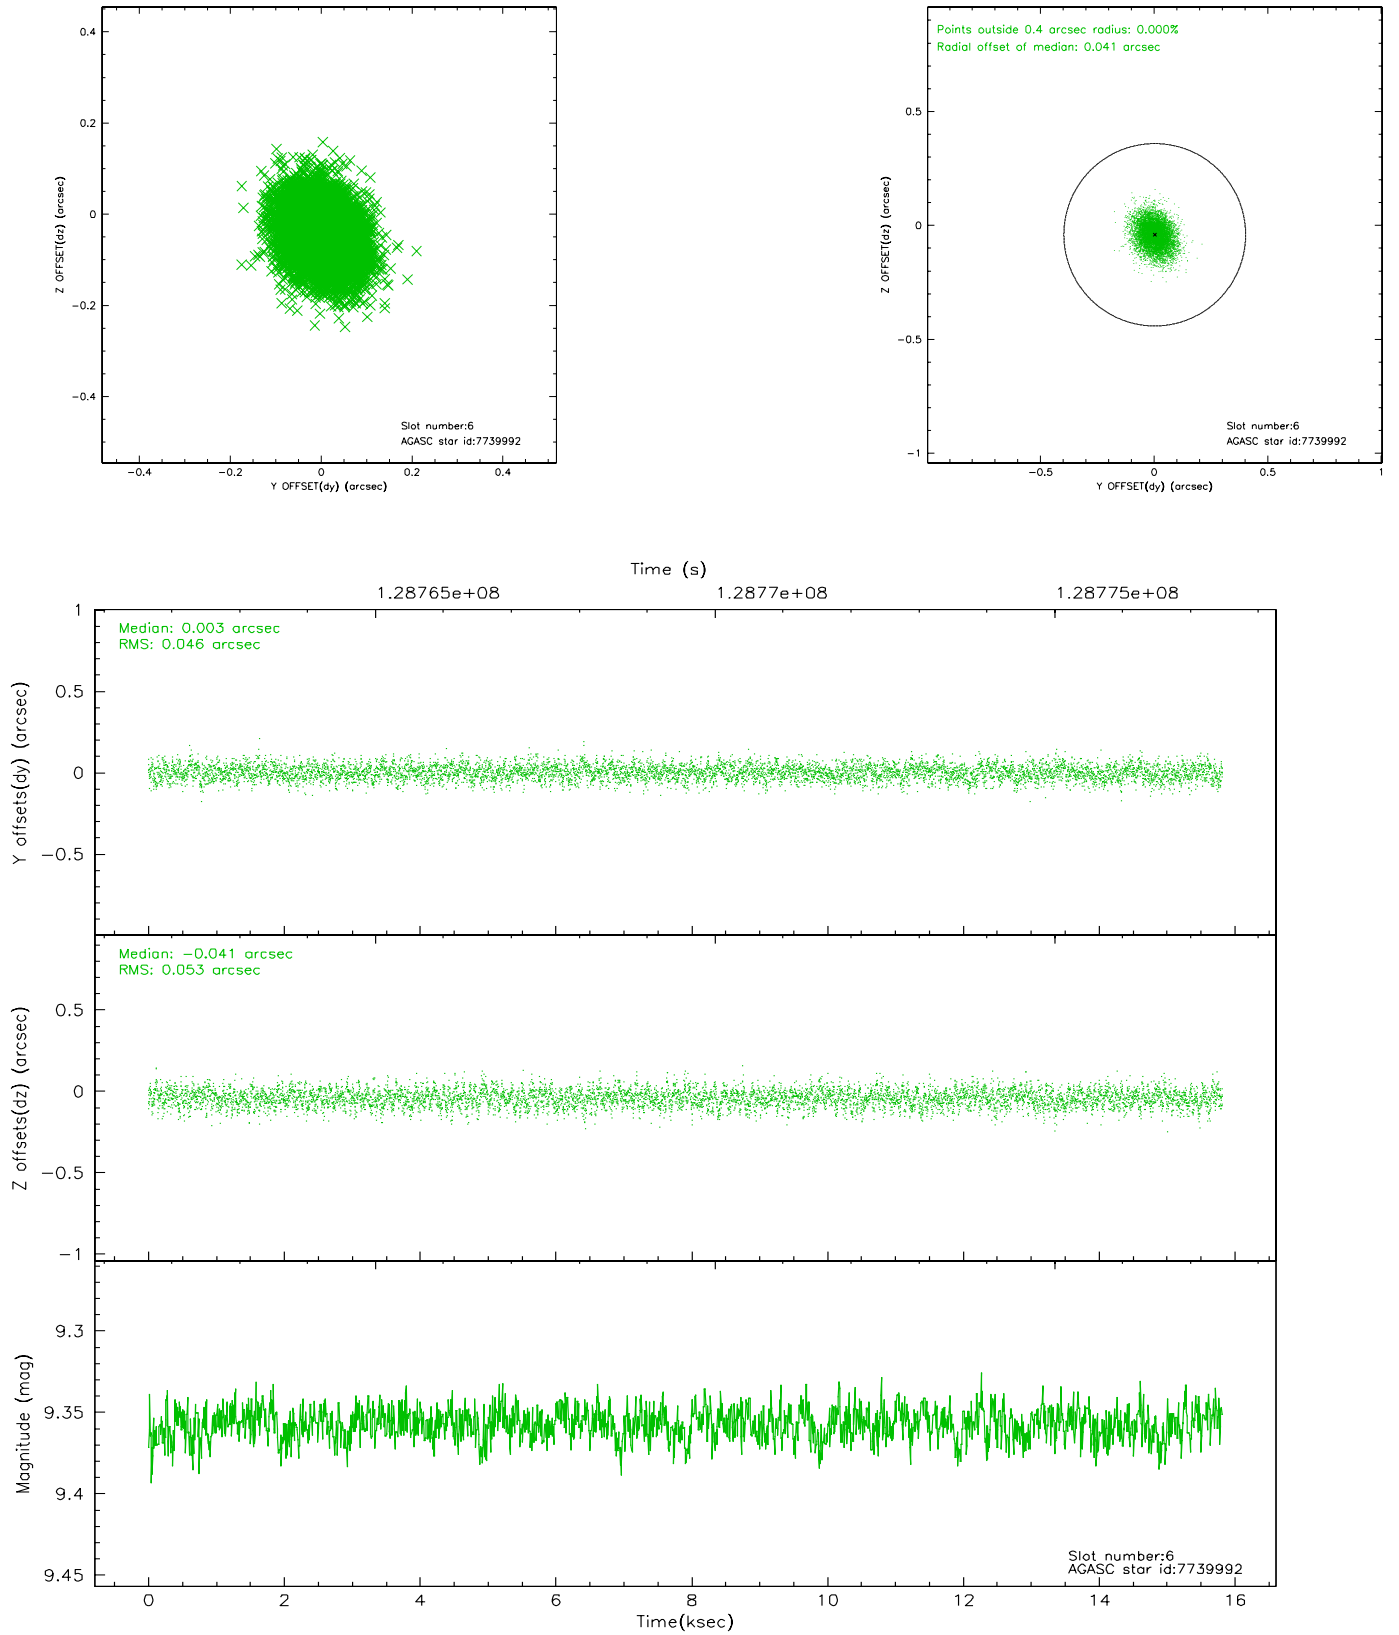 0.4
0.2
0
−0.2
−0.4
Z OFFSET(dz) (arcsec)
Slot number:6
AGASC star id:7739992
−0.4
−0.2
0
0.2
0.4
Y OFFSET(dy) (arcsec)
Points outside 0.4 arcsec radius: 0.000%
Radial offset of median: 0.041 arcsec
0.5
0
−0.5
−1
Z OFFSET(dz) (arcsec)
Slot number:6
AGASC star id:7739992
−0.5
0
0.5
1
Y OFFSET(dy) (arcsec)
Time (s)
1.28765e+08
1.2877e+08
1.28775e+08
1
0.5
0
−0.5
Y offsets(dy) (arcsec)
Median: 0.003 arcsec
RMS: 0.046 arcsec
0.5
0
−0.5
−1
Z offsets(dz) (arcsec)
Median: −0.041 arcsec
RMS: 0.053 arcsec
9.3
9.35
9.4
9.45
Magnitude (mag)
Slot number:6
AGASC star id:7739992
0
2
4
6
8
10
12
14
16
Time(ksec)